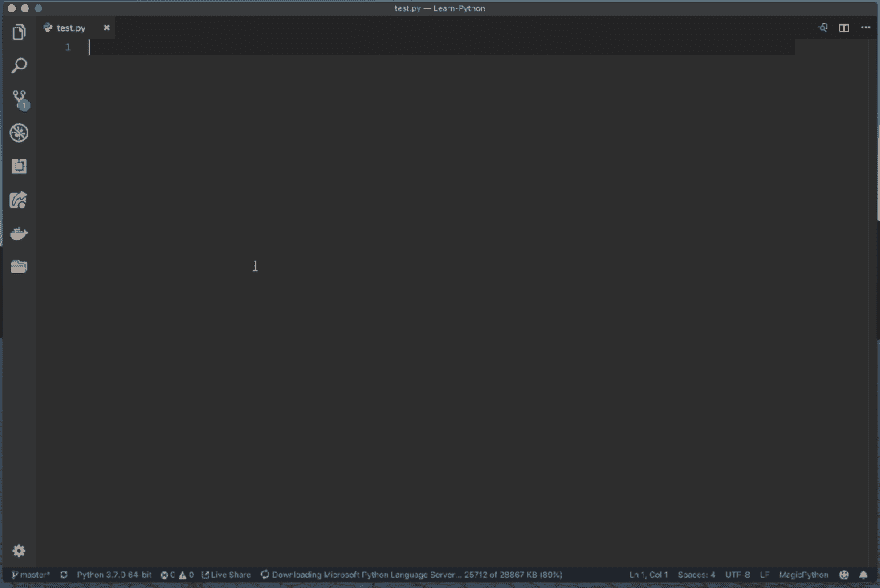 test.py — Learn-Python
test.py
1
1
master* Python 3.7.0 64-bit 0 0 Live Share Downloading Microsoft Python Language Server... 25712 of 28867 KB (89%) Ln 1, Col 1 Spaces: 4 UTF-8 LF MagicPython